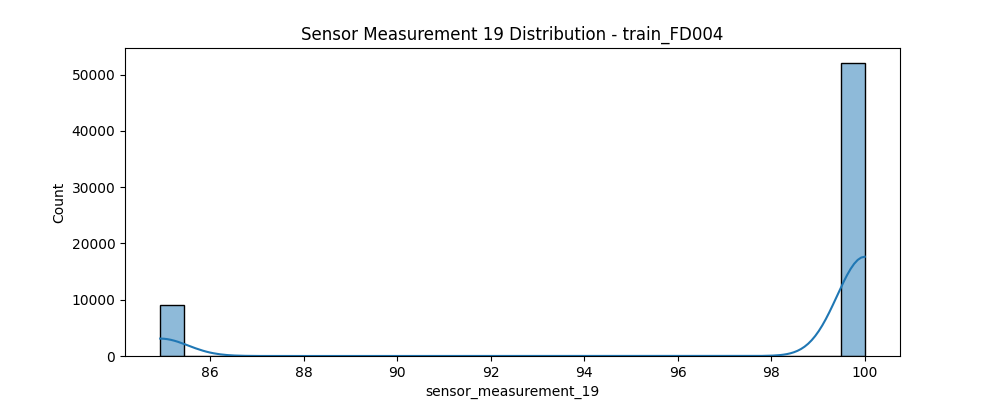 Sensor Measurement 19 Distribution - train_FD004
50000
40000
30000
20000
10000
0
Count
86 88 90 92 94 96 98 100
sensor_measurement_19